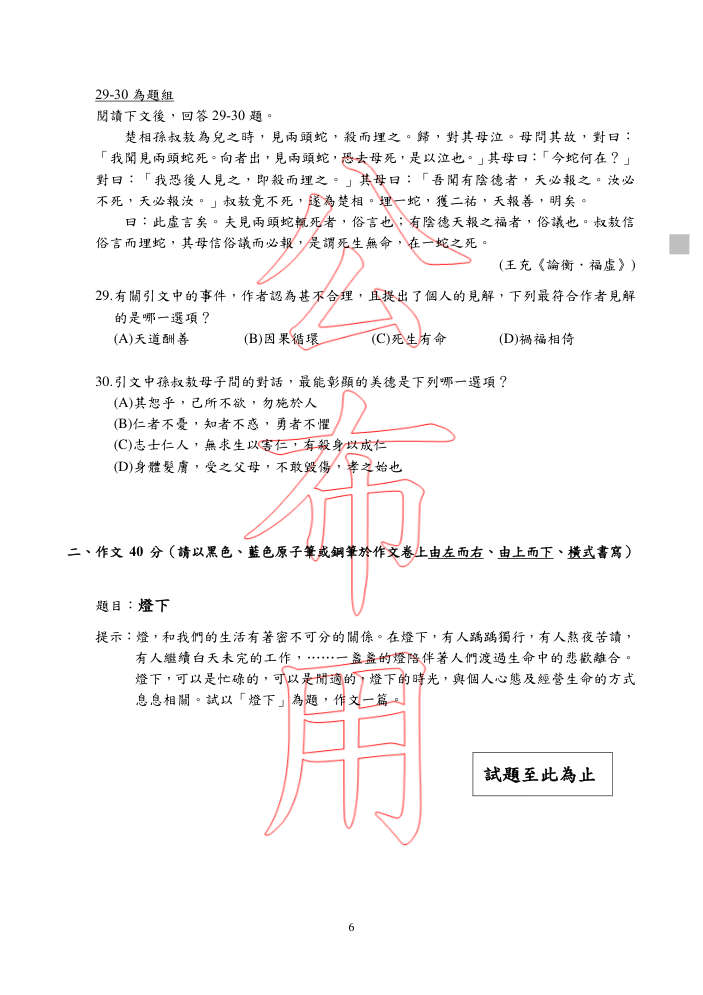 29-30 為題組
閱讀下文後，回答 29-30 題。
楚相孫叔敖為兒之時，見兩頭蛇，殺而埋之。歸，對其母泣。母問其故，對曰：
「我聞見兩頭蛇死。向者出，見兩頭蛇，恐去母死，是以泣也。」其母曰：「今蛇何在？」
對曰：「我恐後人見之，即殺而埋之。」其母曰：「吾聞有陰德者，天必報之。汝必
不死，天必報汝。」叔敖竟不死，遂為楚相。埋一蛇，獲二祐，天報善，明矣。
曰：此虛言矣。夫見兩頭蛇輒死者，俗言也；有陰德天報之福者，俗議也。叔敖信
俗言而埋蛇，其母信俗議而必報，是謂死生無命，在一蛇之死。
(王充《論衡．福虛》)
29.有關引文中的事件，作者認為甚不合理，且提出了個人的見解，下列最符合作者見解
的是哪一選項？
(A)天道酬善 (B)因果循環 (C)死生有命 (D)禍福相倚
30.引文中孫叔敖母子間的對話，最能彰顯的美德是下列哪一選項？
(A)其恕乎，己所不欲，勿施於人
(B)仁者不憂，知者不惑，勇者不懼
(C)志士仁人，無求生以害仁，有殺身以成仁
(D)身體髮膚，受之父母，不敢毀傷，孝之始也
二、作文 40 分（請以黑色、藍色原子筆或鋼筆於作文卷上由左而右、由上而下、橫式書寫）
題目：燈下
提示：燈，和我們的生活有著密不可分的關係。在燈下，有人踽踽獨行，有人熬夜苦讀，
有人繼續白天未完的工作，……一盞盞的燈陪伴著人們渡過生命中的悲歡離合。
燈下，可以是忙碌的，可以是閒適的，燈下的時光，與個人心態及經營生命的方式
息息相關。試以「燈下」為題，作文一篇。
試題至此為止
6
公布用